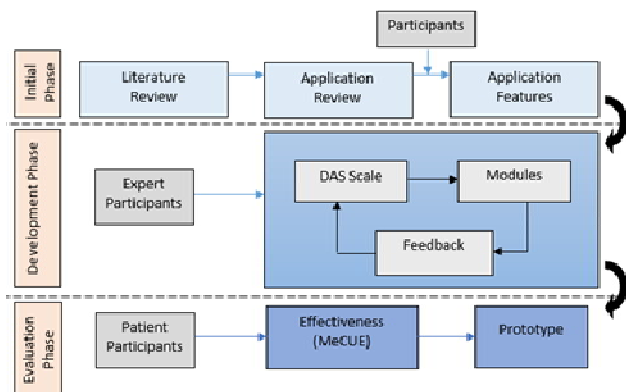 Participants
Initial
Phase
Literature
Review
Application
Review
Application
Features
Development Phase
Expert
Participants
DAS Scale
Modules
Feedback
Evaluation
Phase
Patient
Participants
Effectiveness
(MeCUE)
Prototype